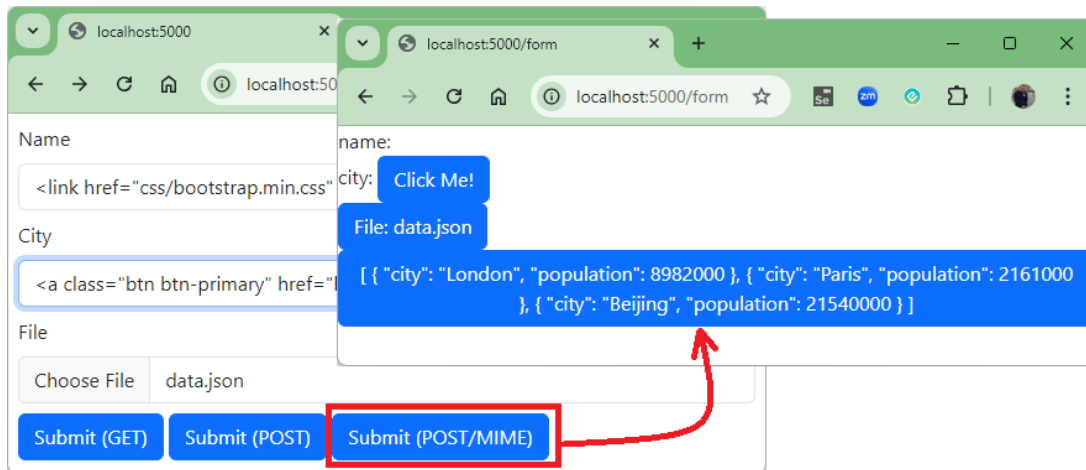 localhost:5000
localhost:50
Name
<link href="css/bootstrap.min.css"
City
<a class="btn btn-primary" href="
File
Choose File data.json
Submit (GET) Submit (POST) Submit (POST/MIME)
localhost:5000/form
localhost:5000/form
Se zm
name:
city: Click Me!
File: data.json
[ { "city": "London", "population": 8982000 }, { "city": "Paris", "population": 2161000
}, { "city": "Beijing", "population": 21540000 } ]